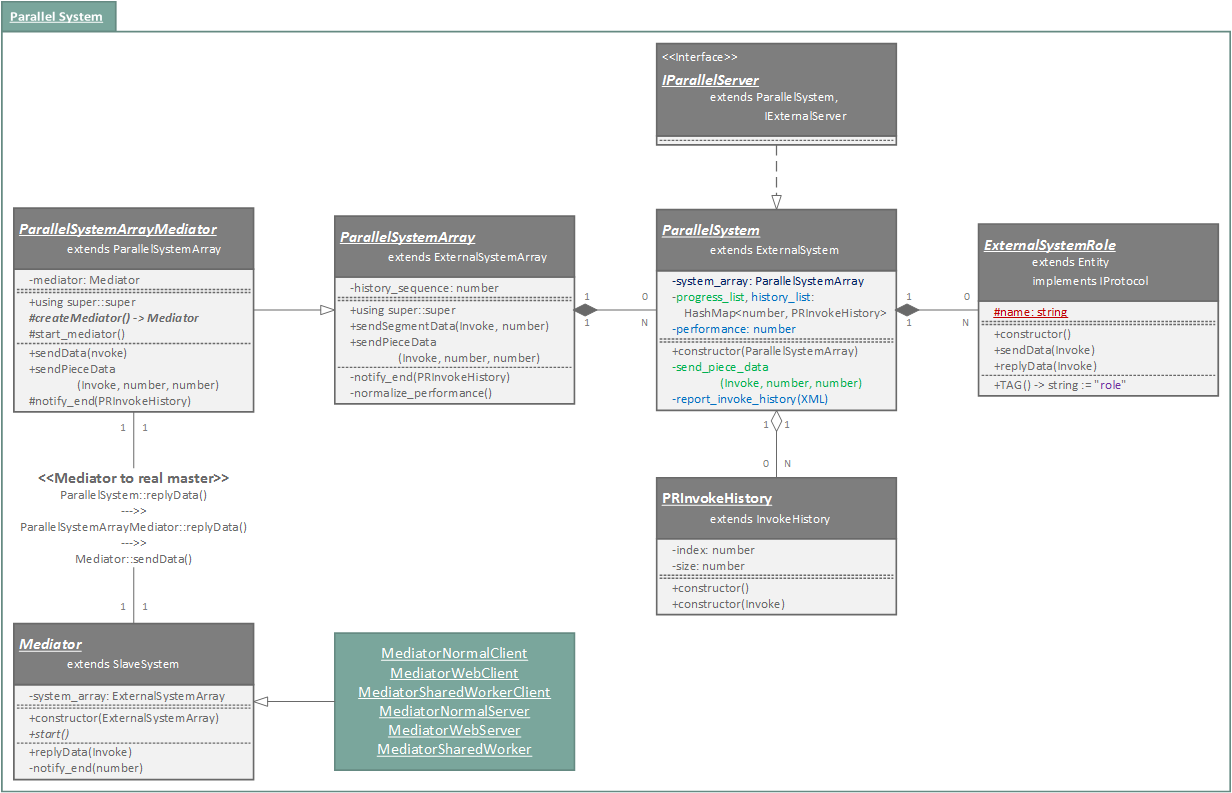 Parallel System
<<Interface>>
IParallelServer
extends ParallelSystem,
IExternalServer
ParallelSystemArrayMediator
extends ParallelSystemArray
-mediator: Mediator
+using super::super
#createMediator() -> Mediator
#start_mediator()
+sendData(nvoke)
+sendPieceData
(Invoke, number, number)
#notify_end(PRInvokeHistory)
ParallelSystemArray
extends ExternalSystemArray
-history_sequence: number
+using super::super
+sendSegmentData(Invoke, number)
+sendPieceData
(Invoke, number, number)
-notify_end(PRInvokeHistory)
-normalize_performance()
1 0
1 N
ParallelSystem
extends ExternalSystem
-system_array: ParallelSystemArray
-progress_list, history_list:
HashMap<number, PRInvokeHistory>
-performance: number
+constructor(ParallelSystemArray)
-send_piece_data
(Invoke, number, number)
-report_invoke_history(XML)
1 0
1 N
ExternalSystemRole
extends Entity
implements IProtocol
#name: string
+constructor()
+sendData(Invoke)
+replyData(Invoke)
+TAG() -> string := "role"
1 1
<<Mediator to real master>>
ParallelSystem::replyData()
--->>
ParallelSystemArrayMediator::replyData()
--->>
Mediator::sendData()
1 1
1 1
0 N
PRInvokeHistory
extends InvokeHistory
-index: number
-size: number
+constructor()
+constructor(Invoke)
Mediator
extends SlaveSystem
-system_array: ExternalSystemArray
+constructor(ExternalSystemArray)
+start()
+replyData(Invoke)
-notify_end(number)
MediatorNormalClient
MediatorWebClient
MediatorSharedWorkerClient
MediatorNormalServer
MediatorWebServer
MediatorSharedWorker